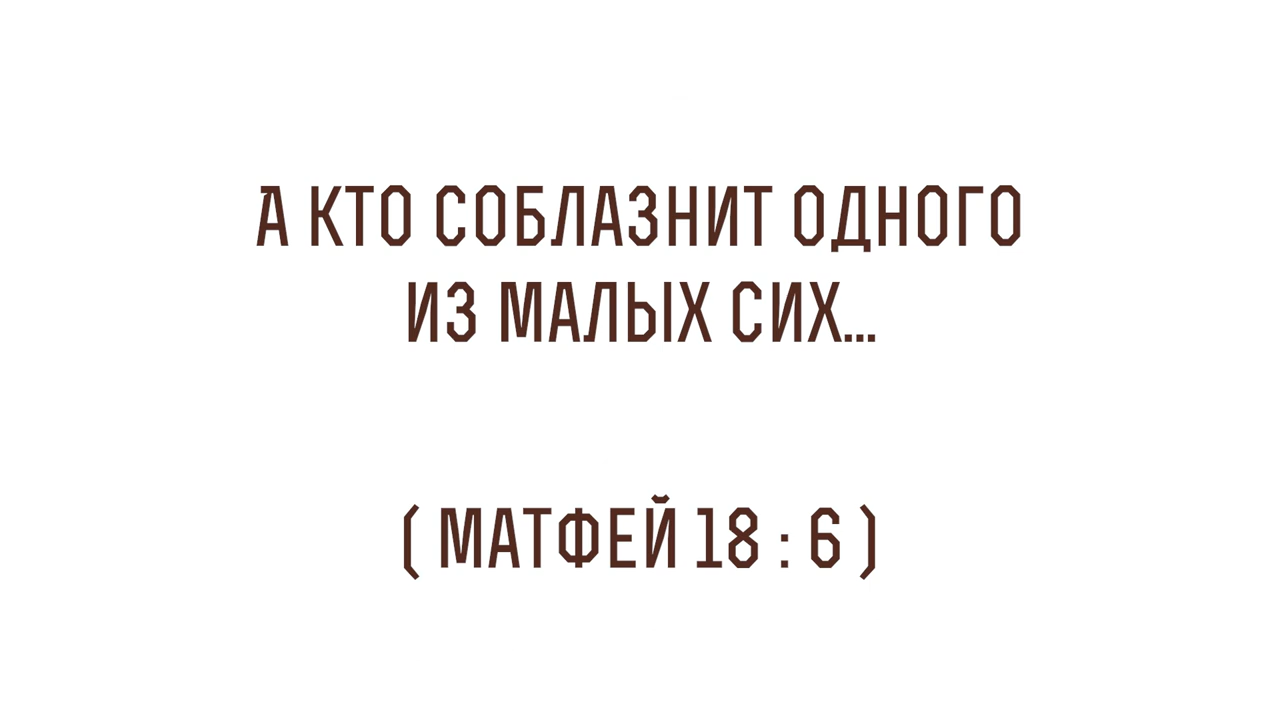 А КТО СОБЛАЗНИТ ОДНОГО
ИЗ МАЛЫХ СИХ...
( МАТФЕЙ 18 : 6 )